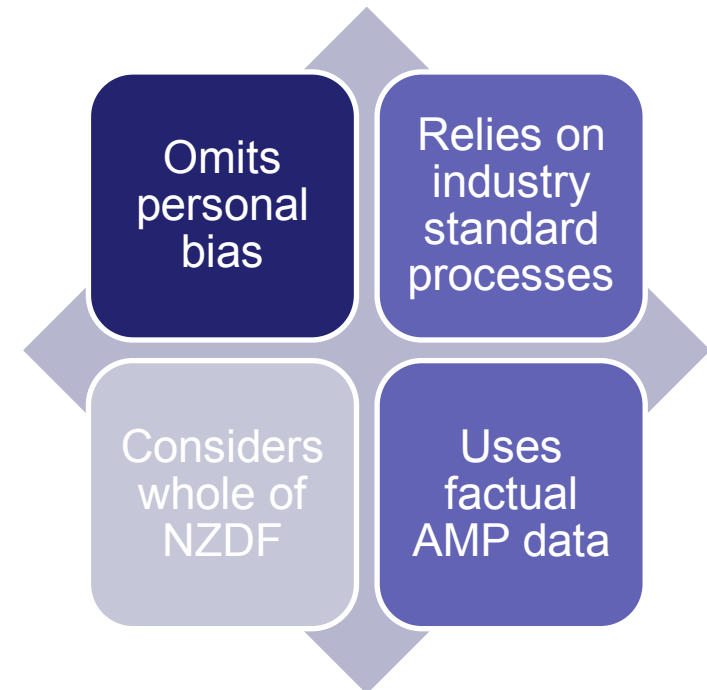 Omits
personal
bias
Relies on
industry
standard
processes
Considers
whole of
NZDF
Uses
factual
AMP data